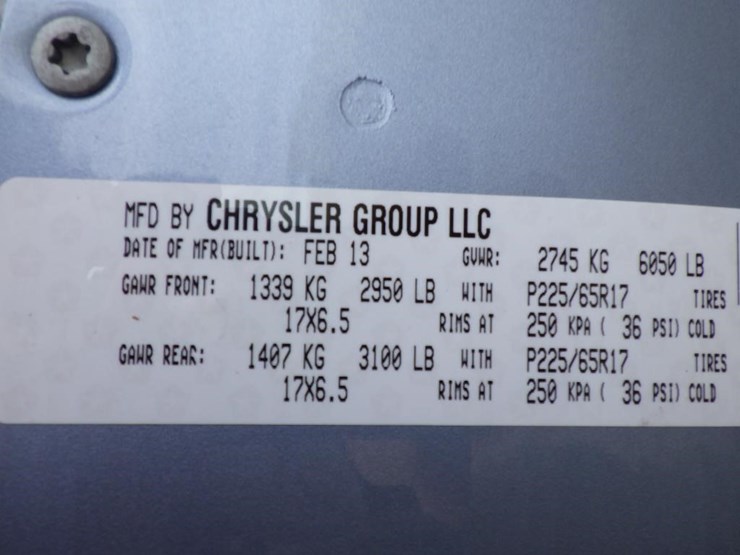 MFD BY CHRYSLER GROUP LLC
DATE OF MFR(BUILT): FEB 13 GVWR: 2745 KG 6050 LB
GAWR FRONT: 1339 KG 2950 LB WITH P225/65R17 TIRES
17X6.5 RIMS AT 250 KPA ( 36 PSI) COLD
GAWR REAR: 1407 KG 3100 LB WITH P225/65R17 TIRES
17X6.5 RIMS AT 250 KPA ( 36 PSI) COLD